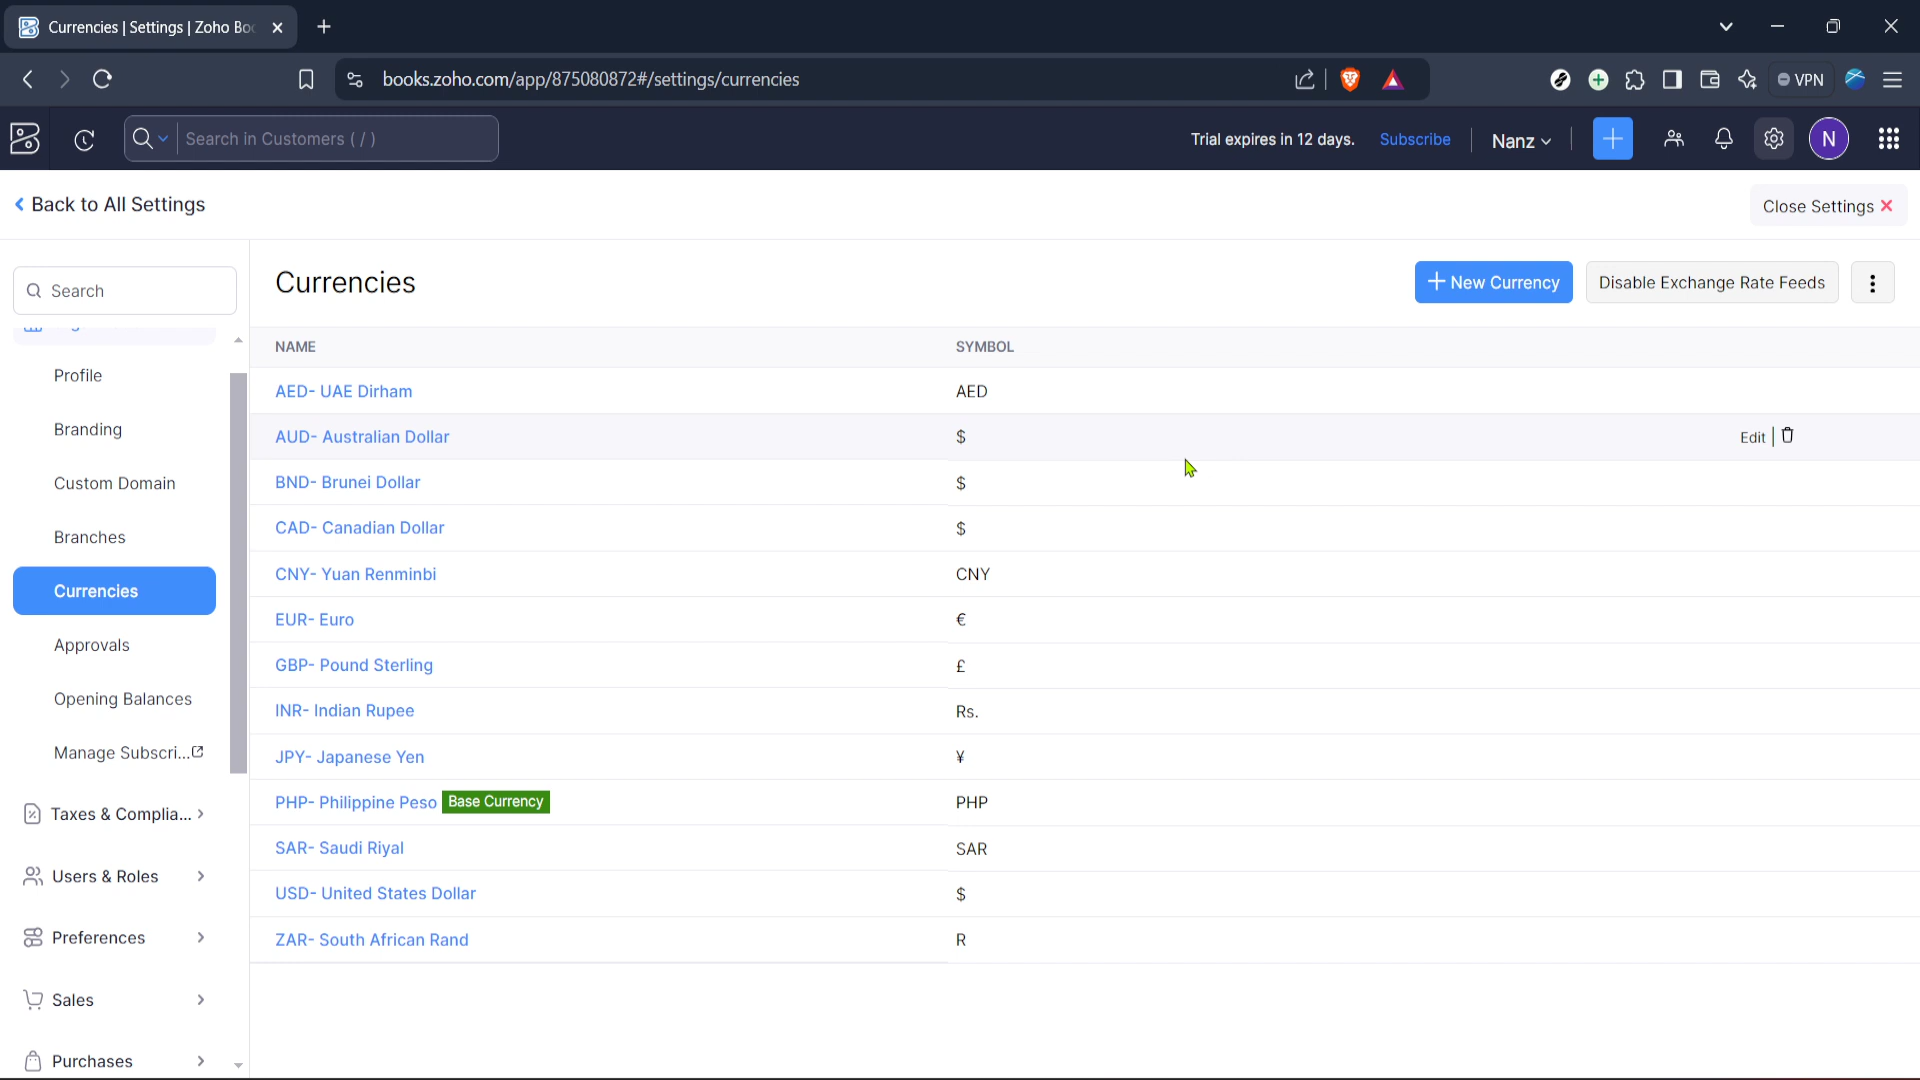 Currencies | Settings | Zoho Boo
books.zoho.com/app/875080872#/settings/currencies
VPN
Search in Customers ( / )
Trial expires in 12 days.
Subscribe
Nanz
N
Back to All Settings
Close Settings
Search
Currencies
New Currency
Disable Exchange Rate Feeds
NAME
SYMBOL
Profile
AED- UAE Dirham
AED
Branding
AUD- Australian Dollar
$
Edit
Custom Domain
BND- Brunei Dollar
$
Branches
CAD- Canadian Dollar
$
Currencies
CNY- Yuan Renminbi
CNY
Approvals
EUR- Euro
€
Opening Balances
GBP- Pound Sterling
£
Manage Subscri...
INR- Indian Rupee
Rs.
JPY- Japanese Yen
¥
Taxes & Complia...
PHP- Philippine Peso Base Currency
PHP
Users & Roles
SAR- Saudi Riyal
SAR
Preferences
USD- United States Dollar
$
Sales
ZAR- South African Rand
R
Purchases